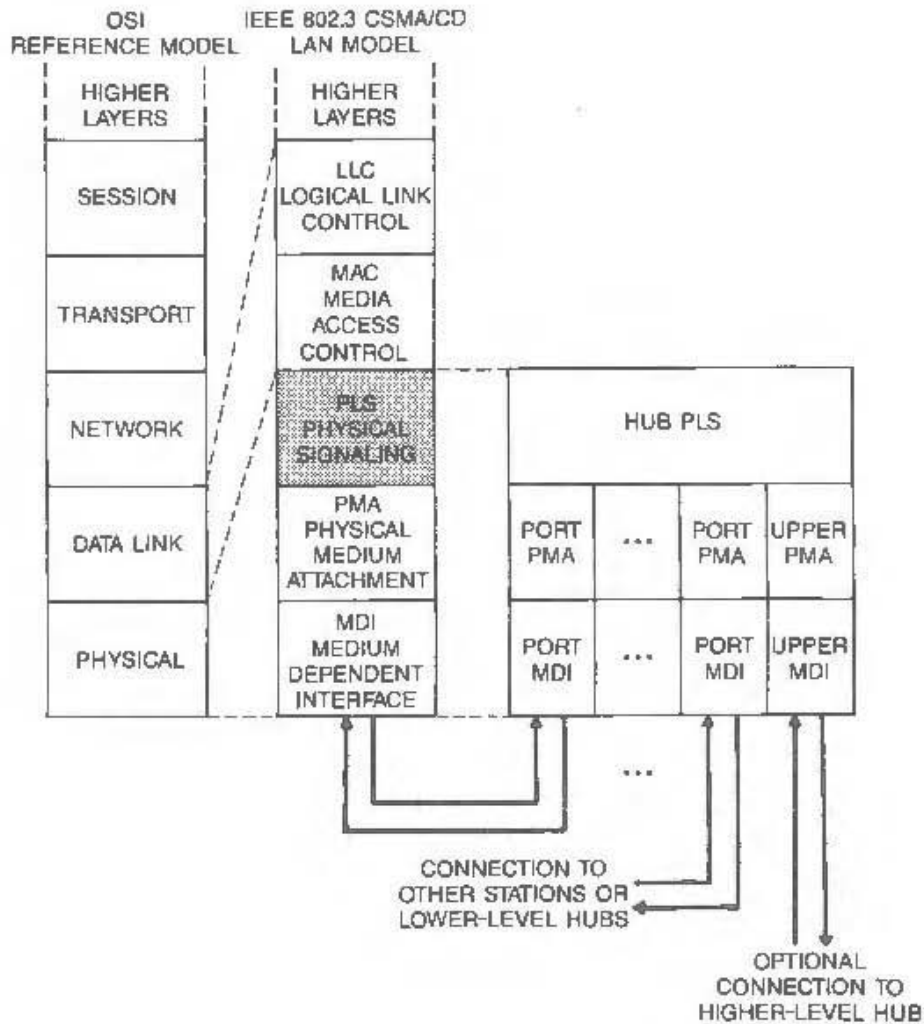 OSI
REFERENCE MODEL
IEEE 802.3 CSMA/CD
LAN MODEL
HIGHER
LAYERS
SESSION
TRANSPORT
NETWORK
DATA LINK
PHYSICAL
HIGHER
LAYERS
LLC
LOGICAL LINK
CONTROL
MAC
MEDIA
ACCESS
CONTROL
PLS
PHYSICAL
SIGNALING
PMA
PHYSICAL
MEDIUM
ATTACHMENT
MDI
MEDIUM
DEPENDENT
INTERFACE
HUB PLS
PORT
PMA
...
PORT
PMA
UPPER
PMA
PORT
MDI
...
PORT
MDI
UPPER
MDI
...
CONNECTION TO
OTHER STATIONS OR
LOWER-LEVEL HUBS
OPTIONAL
CONNECTION TO
HIGHER-LEVEL HUB